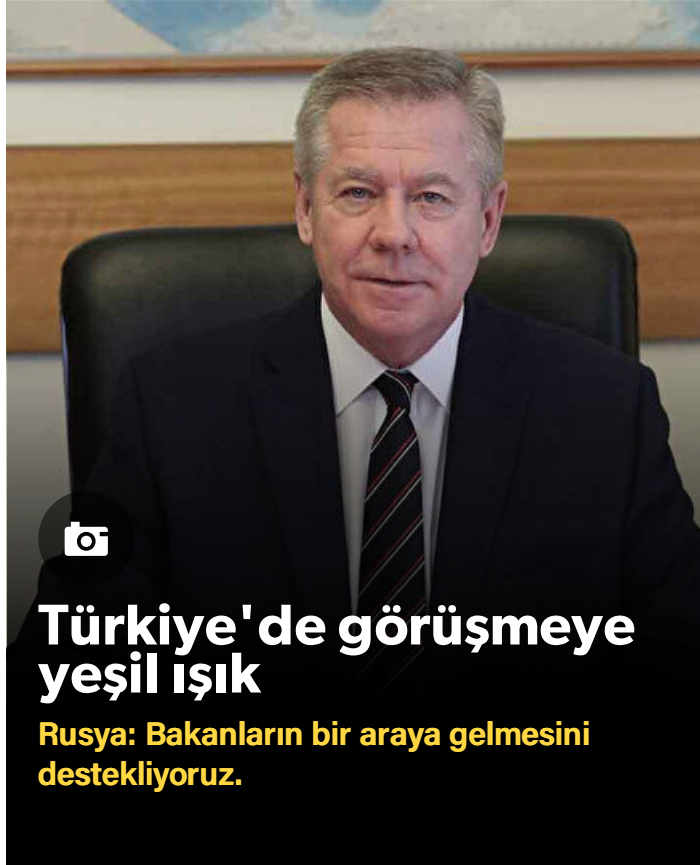 Türkiye'de görüşmeye
yeşil ışık
Rusya: Bakanların bir araya gelmesini
destekliyoruz.